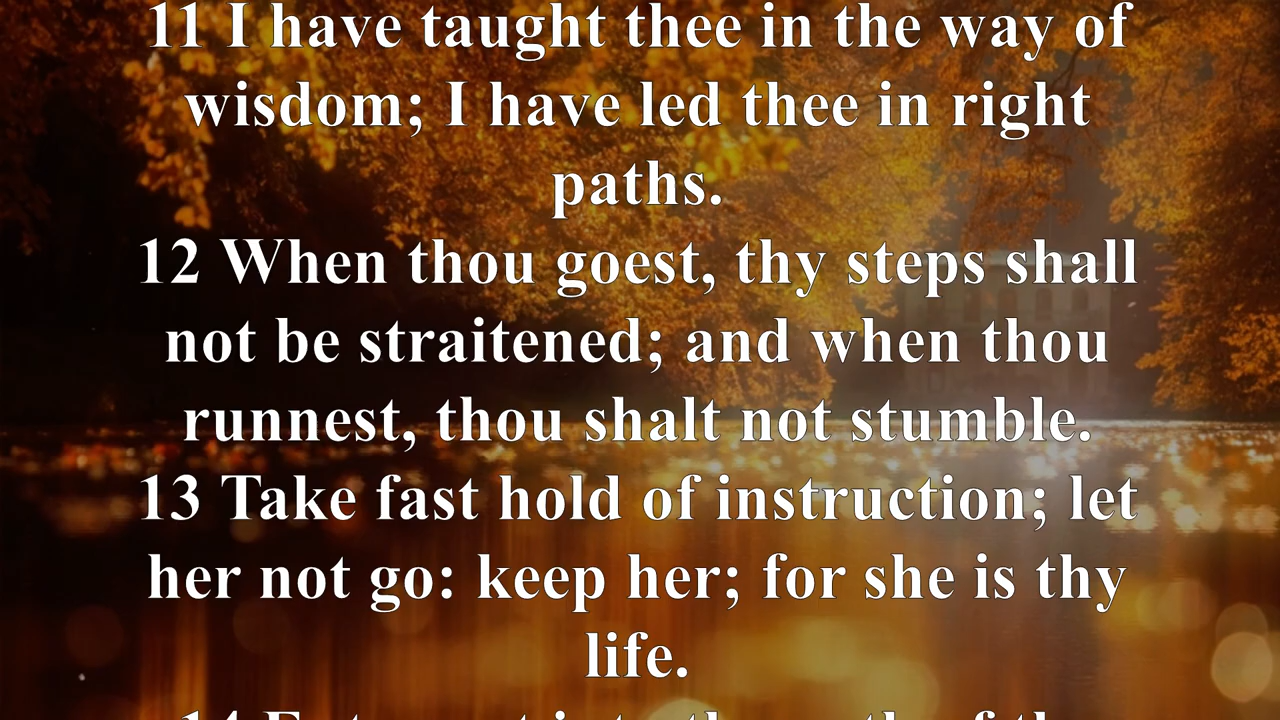 11 I have taught thee in the way of
wisdom; I have led thee in right
paths.
12 When thou goest, thy steps shall
not be straitened; and when thou
runnest, thou shalt not stumble.
13 Take fast hold of instruction; let
her not go: keep her; for she is thy
life.